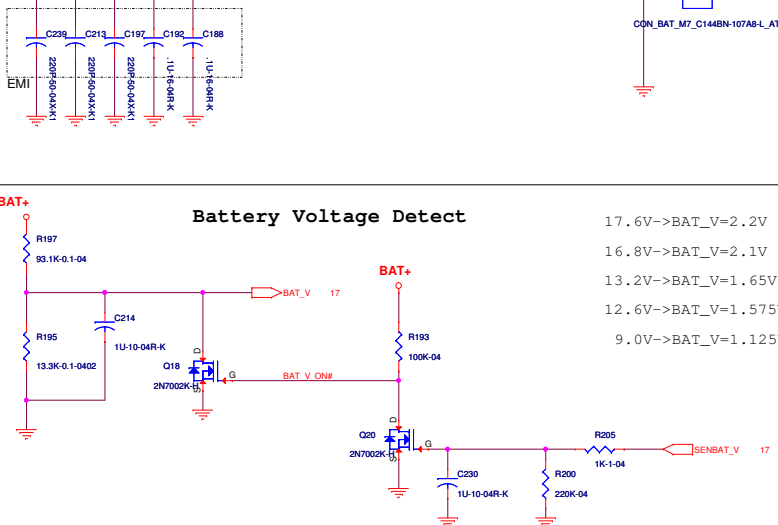 C239 C213 C197 C192 C188
220P-50-04X-K1 220P-50-04X-K1 220P-50-04X-K1 .1U-16-04R-K .1U-16-04R-K
EMI
CON_BAT_M7_C144BN-107A8-L_AT
BAT+
Battery Voltage Detect
17.6V->BAT_V=2.2V
16.8V->BAT_V=2.1V
13.2V->BAT_V=1.65V
12.6V->BAT_V=1.575V
9.0V->BAT_V=1.125V
R197
93.1K-0.1-04
BAT+
BAT_V 17
C214
1U-10-04R-K
R195
13.3K-0.1-0402
R193
100K-04
D
Q18
G
2N7002K-H
S
BAT_V_ON#
D
Q20
G
2N7002K-H
S
R205
1K-1-04
SENBAT_V 17
C230
1U-10-04R-K
R200
220K-04